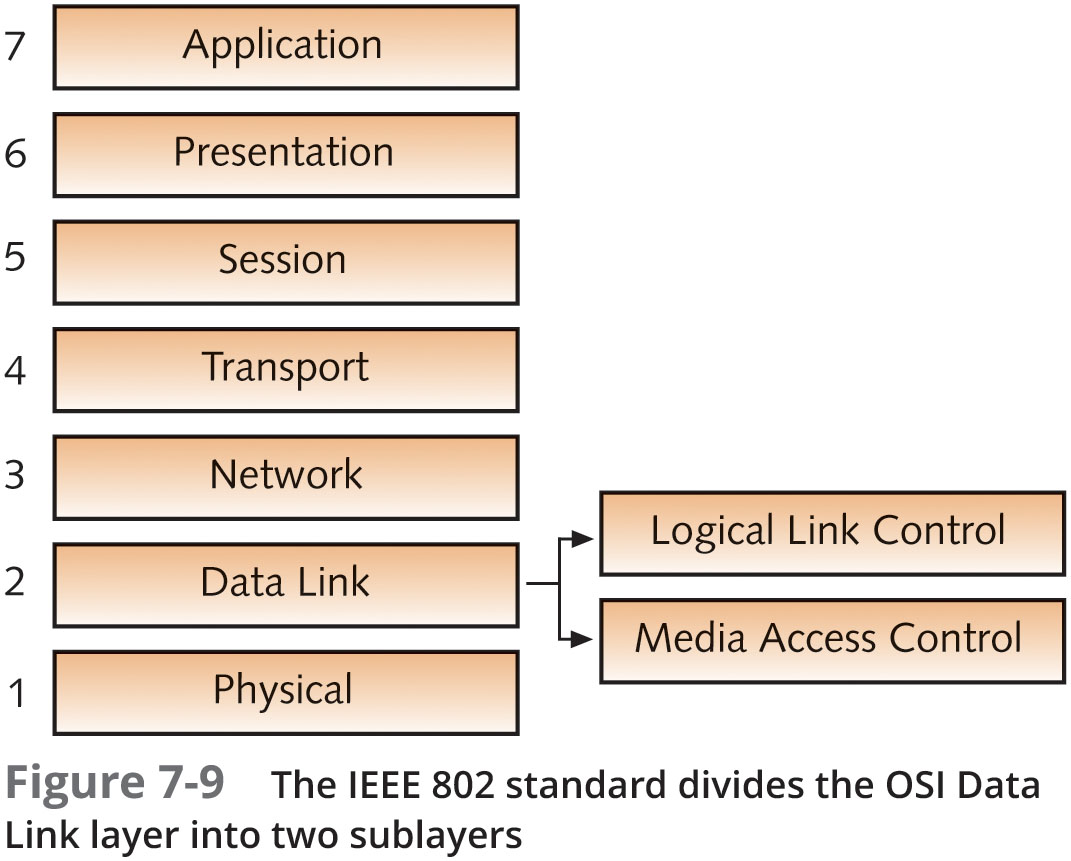 7 Application
6 Presentation
5 Session
4 Transport
3 Network
Logical Link Control
2 Data Link
Media Access Control
1 Physical
Figure 7-9 The IEEE 802 standard divides the OSI Data
Link layer into two sublayers